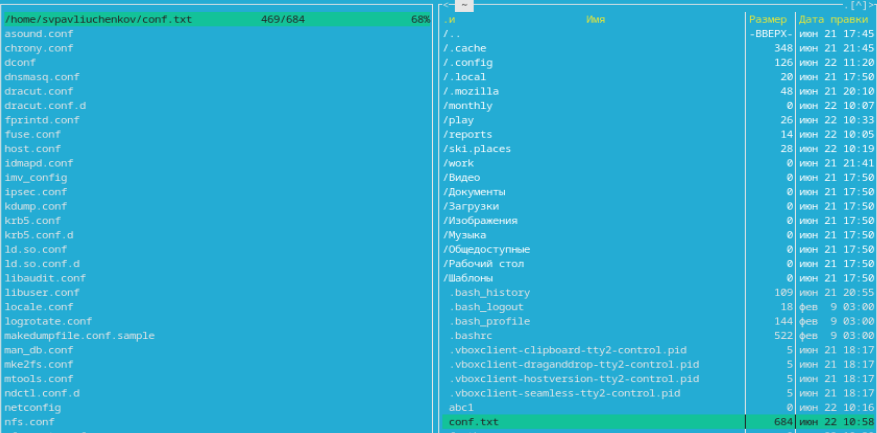 /home/svpavliuchenkov/conf.txt 469/684 68%
asound.conf
chrony.conf
dconf
dnsmasq.conf
dracut.conf
dracut.conf.d
fprintd.conf
fuse.conf
host.conf
idmapd.conf
imv_config
ipsec.conf
kdump.conf
krb5.conf
krb5.conf.d
ld.so.conf
ld.so.conf.d
libaudit.conf
libuser.conf
locale.conf
logrotate.conf
makedumpfile.conf.sample
man_db.conf
mke2fs.conf
mtools.conf
ndctl.conf.d
netconfig
nfs.conf
<─ ~ .[^]>
.и Имя Размер Дата правки
/.. -ВВЕРХ- июн 21 17:45
/.cache 348 июн 21 21:45
/.config 126 июн 22 11:20
/.local 20 июн 21 17:50
/.mozilla 48 июн 21 20:10
/monthly 0 июн 22 10:07
/play 26 июн 22 10:33
/reports 14 июн 22 10:05
/ski.places 28 июн 22 10:19
/work 0 июн 21 21:41
/Видео 0 июн 21 17:50
/Документы 0 июн 21 17:50
/Загрузки 0 июн 21 17:50
/Изображения 0 июн 21 17:50
/Музыка 0 июн 21 17:50
/Общедоступные 0 июн 21 17:50
/Рабочий стол 0 июн 21 17:50
/Шаблоны 0 июн 21 17:50
.bash_history 109 июн 21 20:55
.bash_logout 18 фев 9 03:00
.bash_profile 144 фев 9 03:00
.bashrc 522 фев 9 03:00
.vboxclient-clipboard-tty2-control.pid 5 июн 21 18:17
.vboxclient-draganddrop-tty2-control.pid 5 июн 21 18:17
.vboxclient-hostversion-tty2-control.pid 5 июн 21 18:17
.vboxclient-seamless-tty2-control.pid 5 июн 21 18:17
abc1 0 июн 22 10:16
conf.txt 684 июн 22 10:58